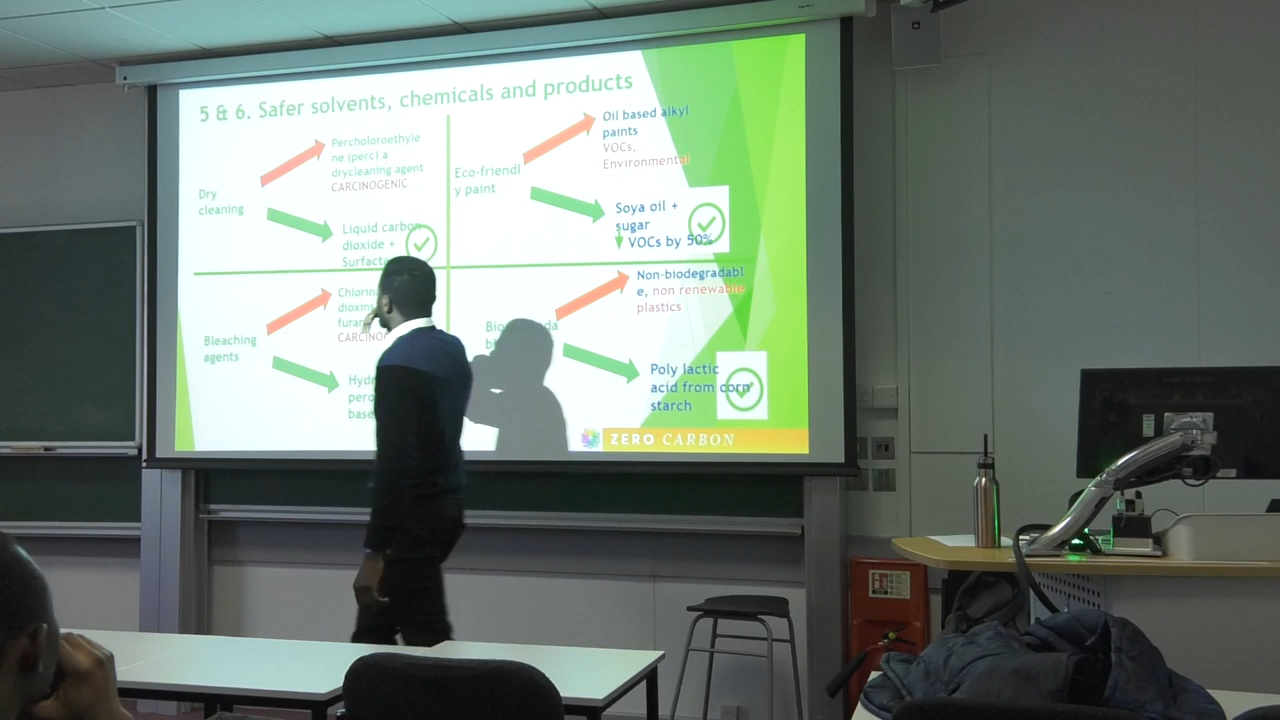 5 & 6. Safer solvents, chemicals and products
Dry
cleaning
Percholoroethyle
ne (perc) a
drycleaning agent
CARCINOGENIC
Liquid carbon
dioxide +
Eco-friendl
y paint
Oil based alkyl
paints
VOCs,
Environmental
Soya oil +
sugar
VOCs by 50%
Bleaching
agents
Non-biodegradabl
e, non renewable
plastics
Poly lactic
acid from corn
starch
ZERO CARBON